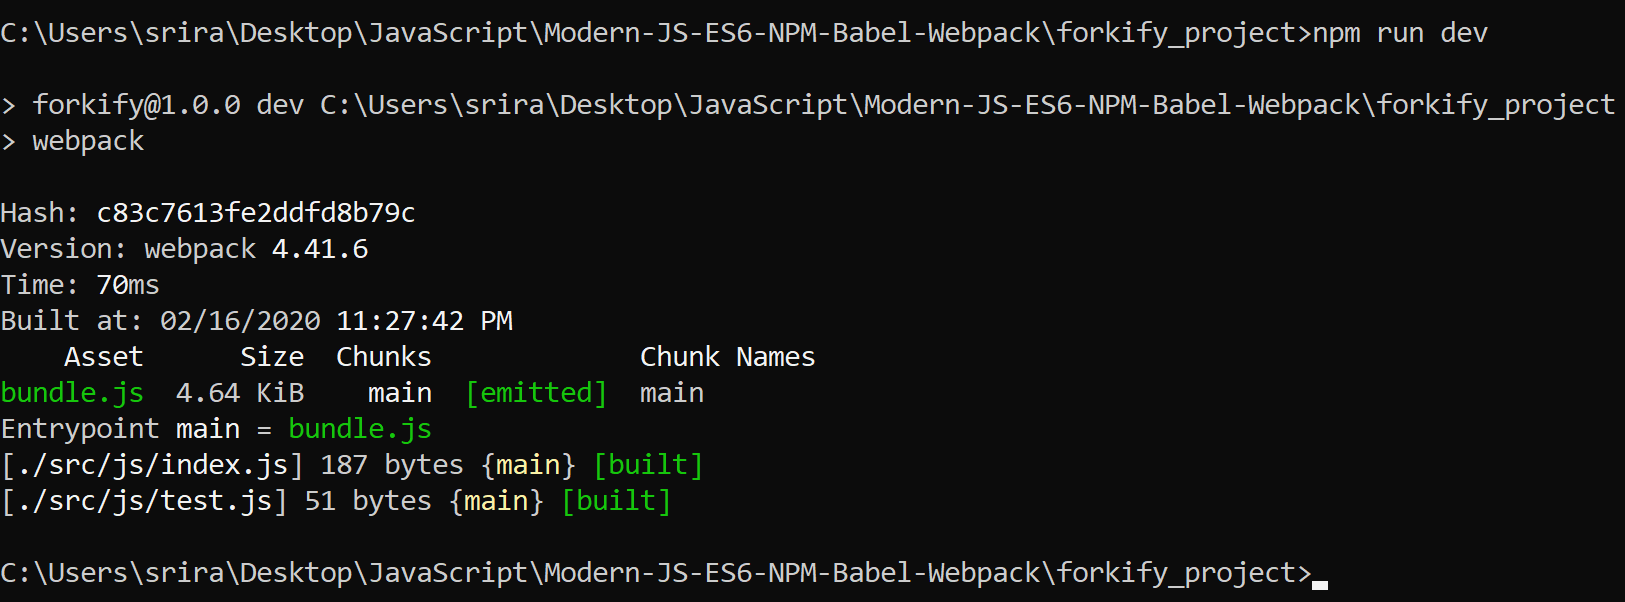 C:\Users\srira\Desktop\JavaScript\Modern-JS-ES6-NPM-Babel-Webpack\forkify_project>npm run dev
> forkify@1.0.0 dev C:\Users\srira\Desktop\JavaScript\Modern-JS-ES6-NPM-Babel-Webpack\forkify_project
> webpack
Hash: c83c7613fe2ddfd8b79c
Version: webpack 4.41.6
Time: 70ms
Built at: 02/16/2020 11:27:42 PM
    Asset      Size  Chunks             Chunk Names
bundle.js  4.64 KiB    main  [emitted]  main
Entrypoint main = bundle.js
[./src/js/index.js] 187 bytes {main} [built]
[./src/js/test.js] 51 bytes {main} [built]
C:\Users\srira\Desktop\JavaScript\Modern-JS-ES6-NPM-Babel-Webpack\forkify_project>